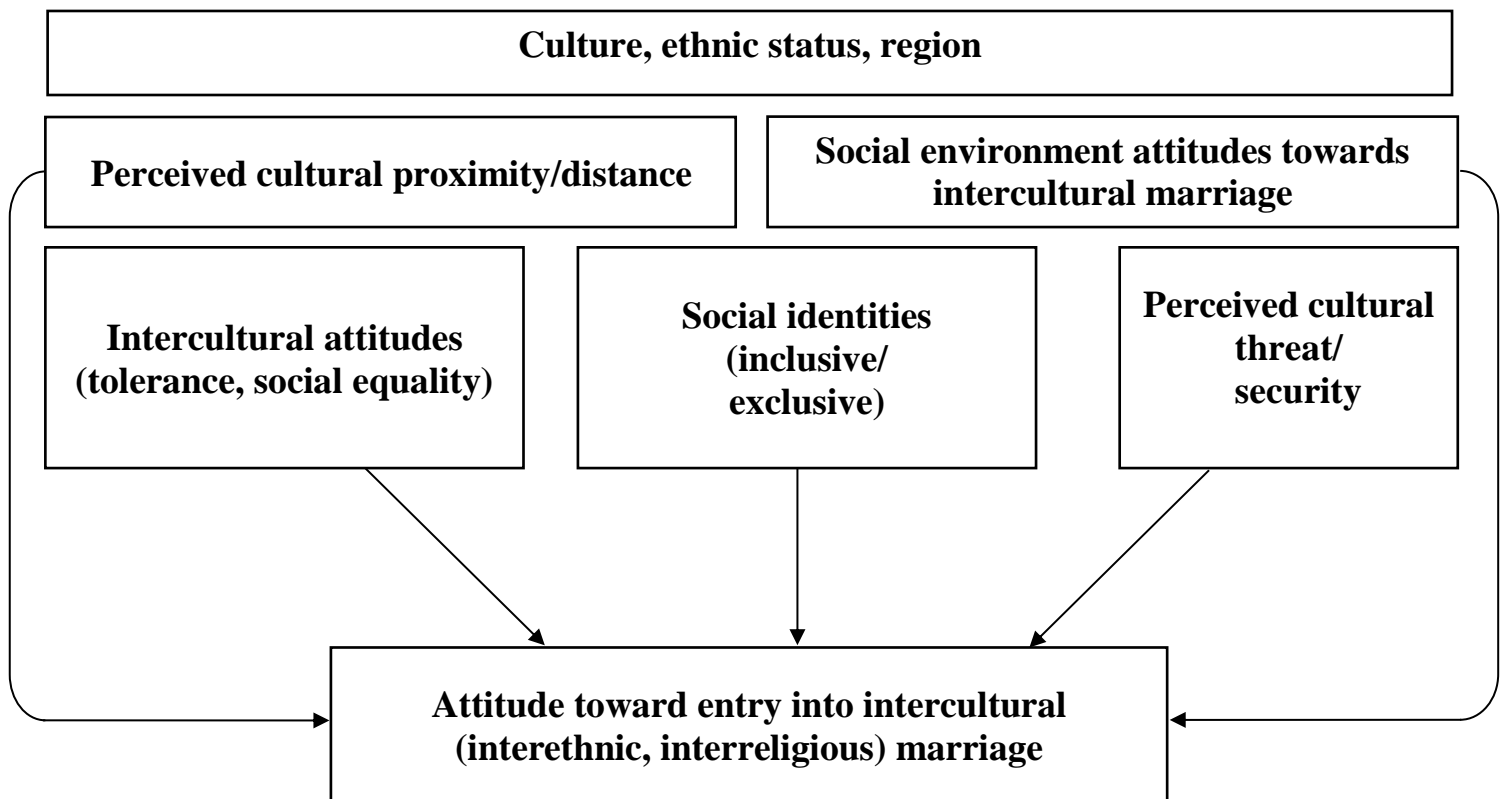 Culture, ethnic status, region
Perceived cultural proximity/distance
Social environment attitudes towards
intercultural marriage
Intercultural attitudes
(tolerance, social equality)
Social identities
(inclusive/
exclusive)
Perceived cultural
threat/
security
Attitude toward entry into intercultural
(interethnic, interreligious) marriage